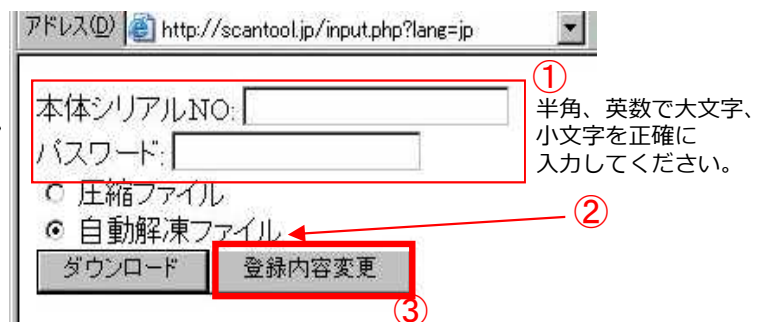 アドレス(D) http://scantool.jp/input.php?lang=jp
①
本体シリアルNO:
半角、英数で大文字、
小文字を正確に
入力してください。
パスワード:
圧縮ファイル
自動解凍ファイル
②
ダウンロード 登録内容変更
③